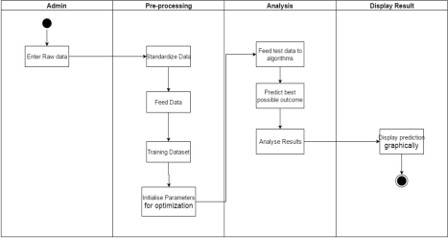 Admin
Pre-processing
Analysis
Display Result
Enter Raw data
Standardize Data
Feed Data
Training Dataset
Initialise Parameters
for optimization
Feed test data to
algorithms
Predict best
possible outcome
Analyse Results
Display prediction
graphically